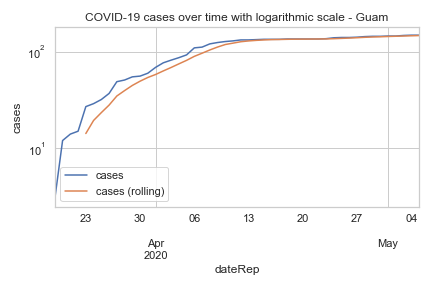 COVID-19 cases over time with logarithmic scale - Guam
10²
10¹
cases
cases
cases (rolling)
23
30
06
13
20
27
04
Apr
2020
May
dateRep